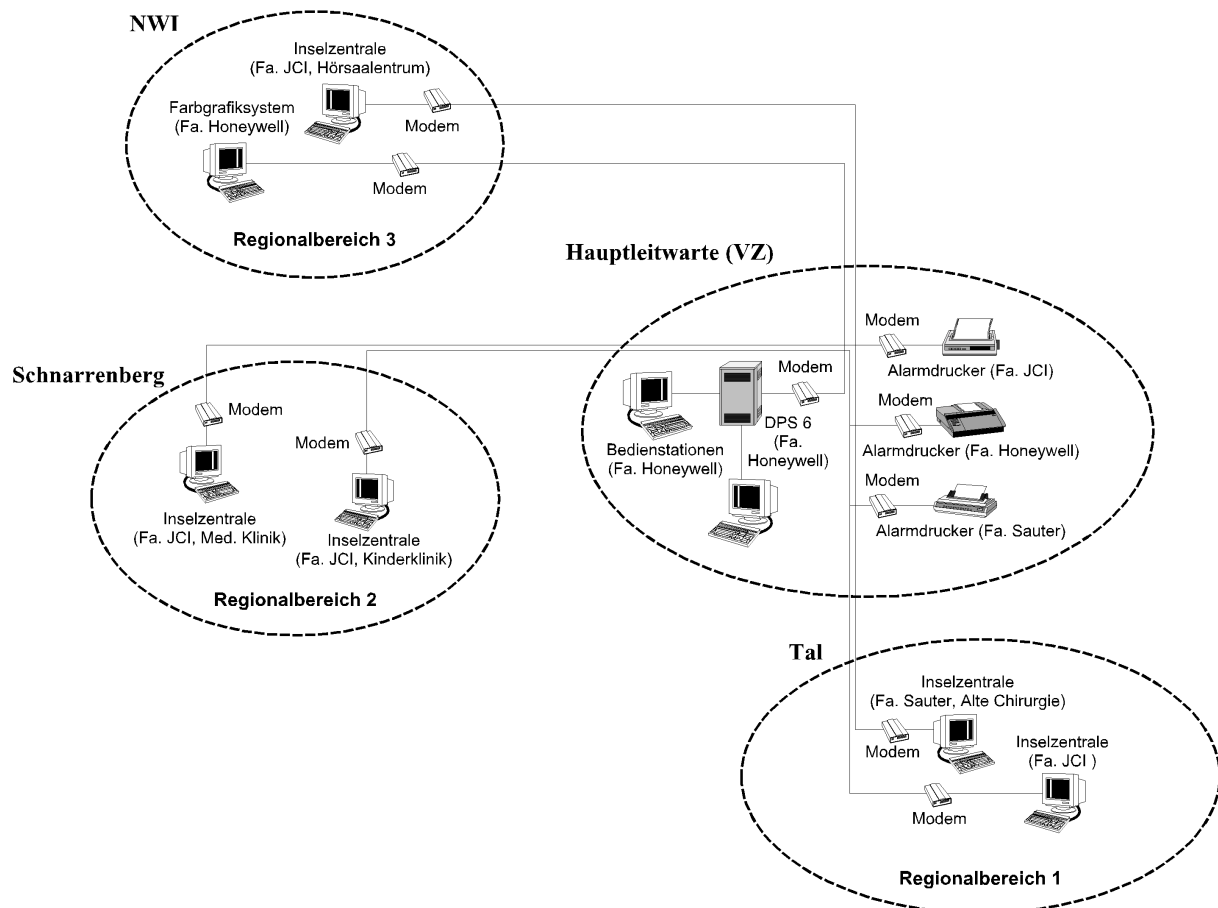 NWI
Inselzentrale
(Fa. JCI, Hörsaalentrum)
Modem
Farbgrafiksystem
(Fa. Honeywell)
Modem
Regionalbereich 3
Hauptleitwarte (VZ)
Modem
Alarmdrucker (Fa. JCI)
Modem
DPS 6
(Fa.
Honeywell)
Bedienstationen
(Fa. Honeywell)
Modem
Alarmdrucker (Fa. Honeywell)
Modem
Alarmdrucker (Fa. Sauter)
Schnarrenberg
Modem
Modem
Inselzentrale
(Fa. JCI, Med. Klinik)
Inselzentrale
(Fa. JCI, Kinderklinik)
Regionalbereich 2
Tal
Inselzentrale
(Fa. Sauter, Alte Chirurgie)
Modem
Inselzentrale
(Fa. JCI )
Modem
Regionalbereich 1